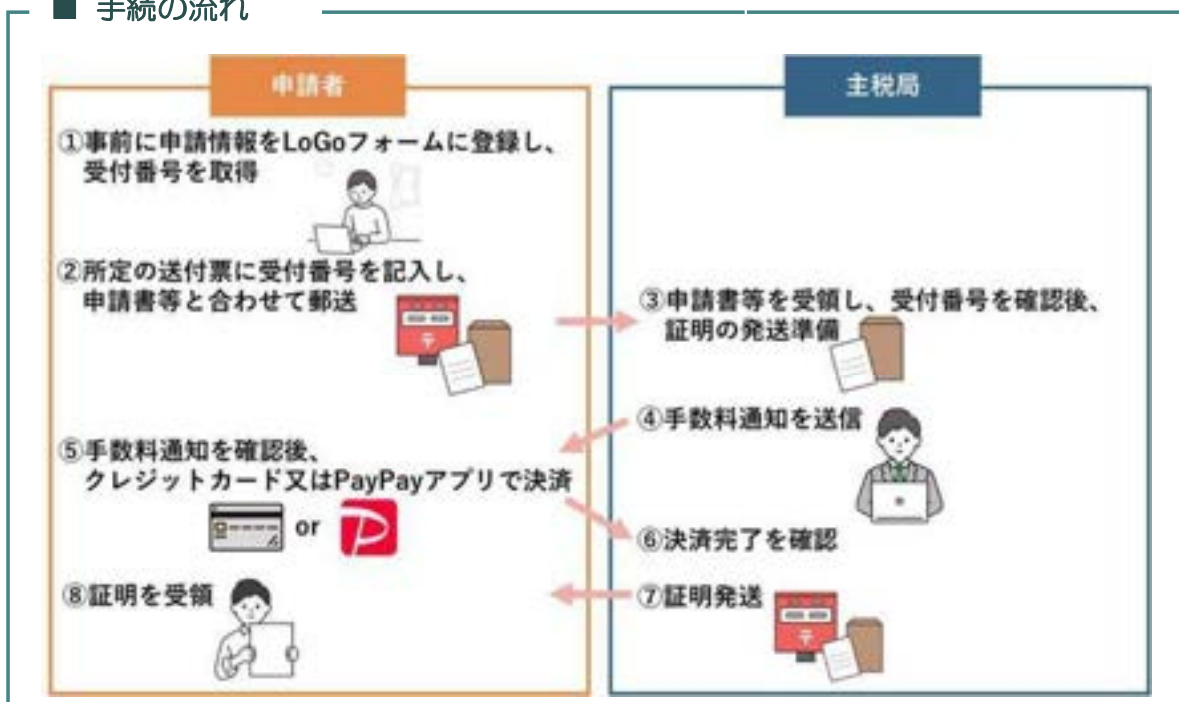 ■ 手続の流れ
申請者
①事前に申請情報をLoGoフォームに登録し、
受付番号を取得
②所定の送付票に受付番号を記入し、
申請書等と合わせて郵送
⑤手数料通知を確認後、
クレジットカード又はPayPayアプリで決済
or
⑧証明を受領
主税局
③申請書等を受領し、受付番号を確認後、
証明の発送準備
④手数料通知を送信
⑥決済完了を確認
⑦証明発送